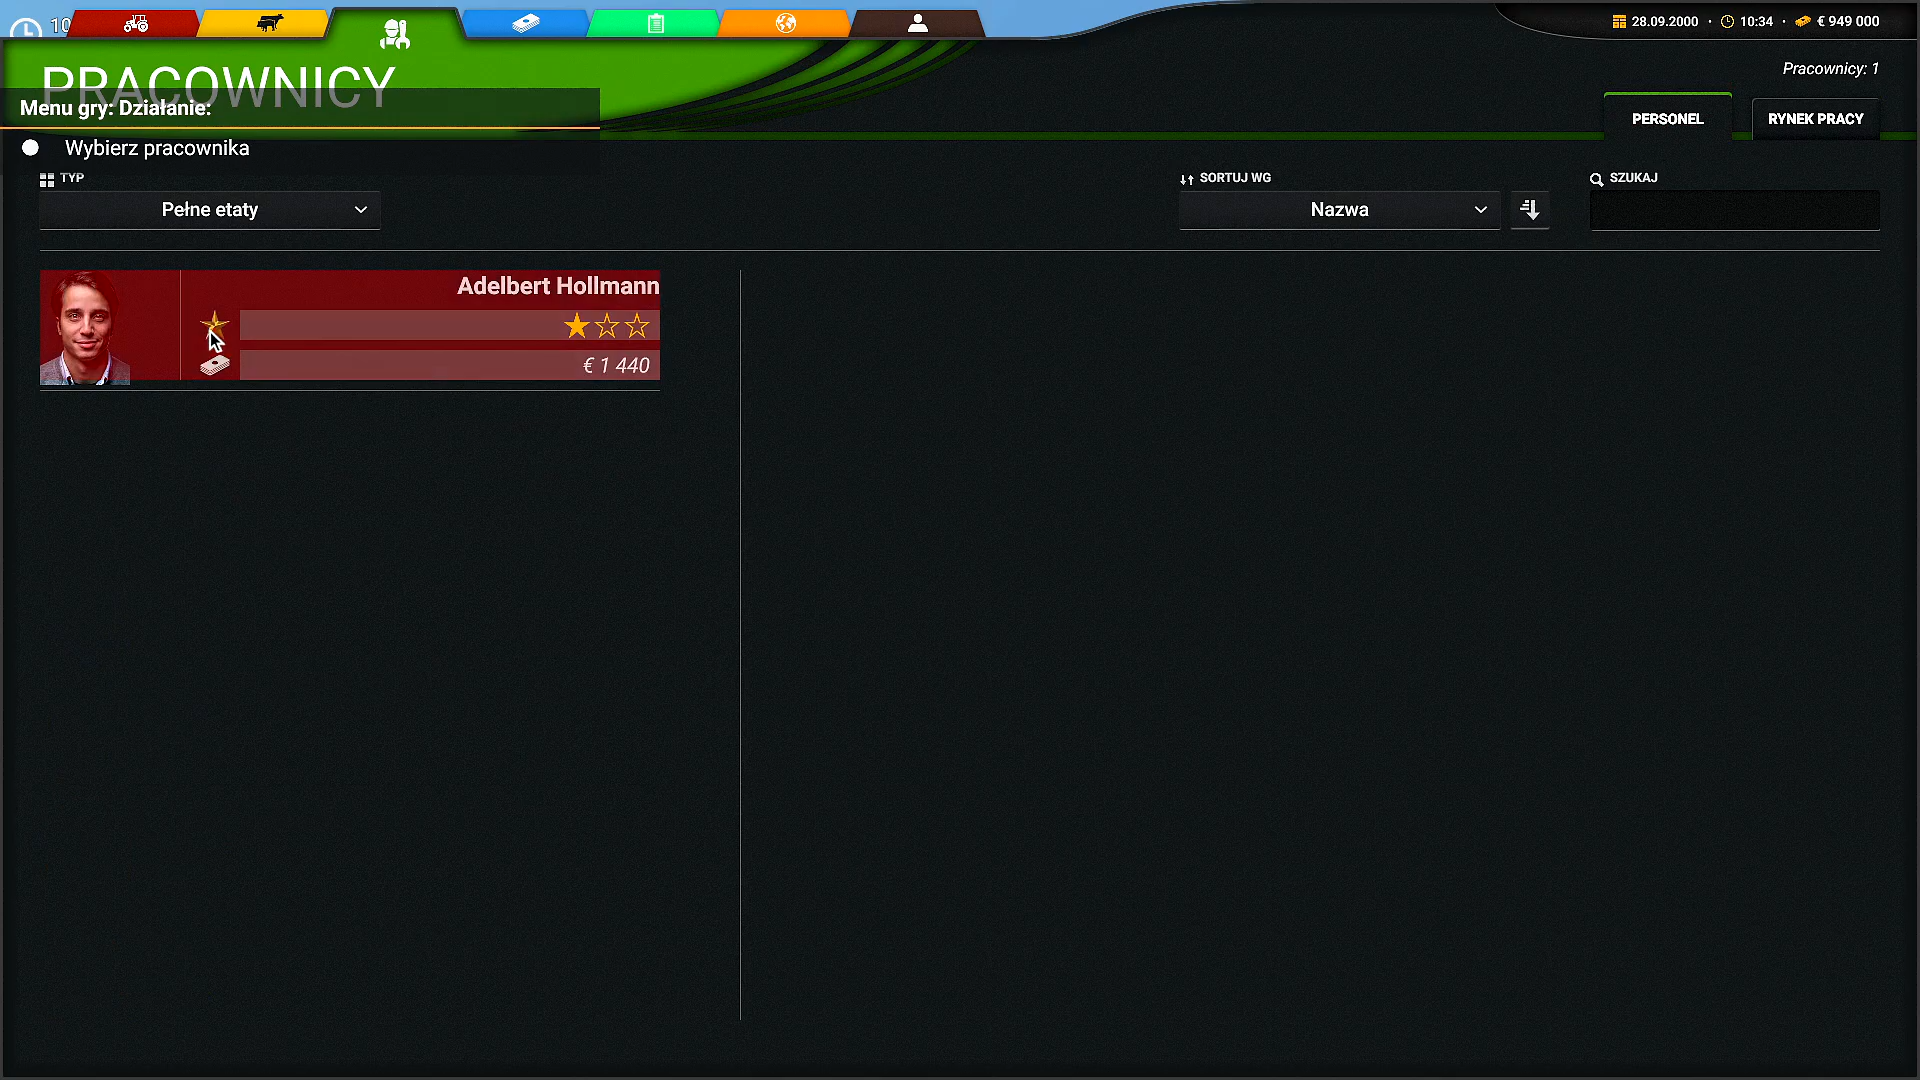 10
28.09.2000 · 10:34 · € 949 000
PRACOWNICY
Pracownicy: 1
Menu gry: Działanie:
PERSONEL
RYNEK PRACY
Wybierz pracownika
TYP
SORTUJ WG
SZUKAJ
Pełne etaty
Nazwa
Adelbert Hollmann
€ 1 440